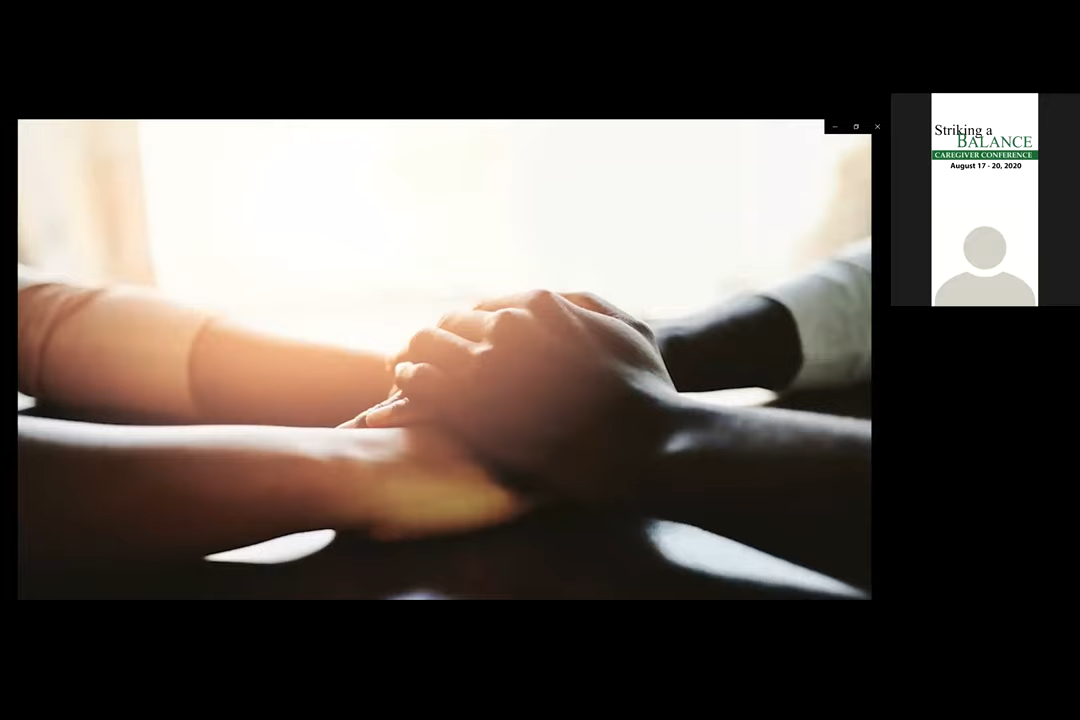 Striking a
BALANCE
CAREGIVER CONFERENCE
August 17 - 20, 2020